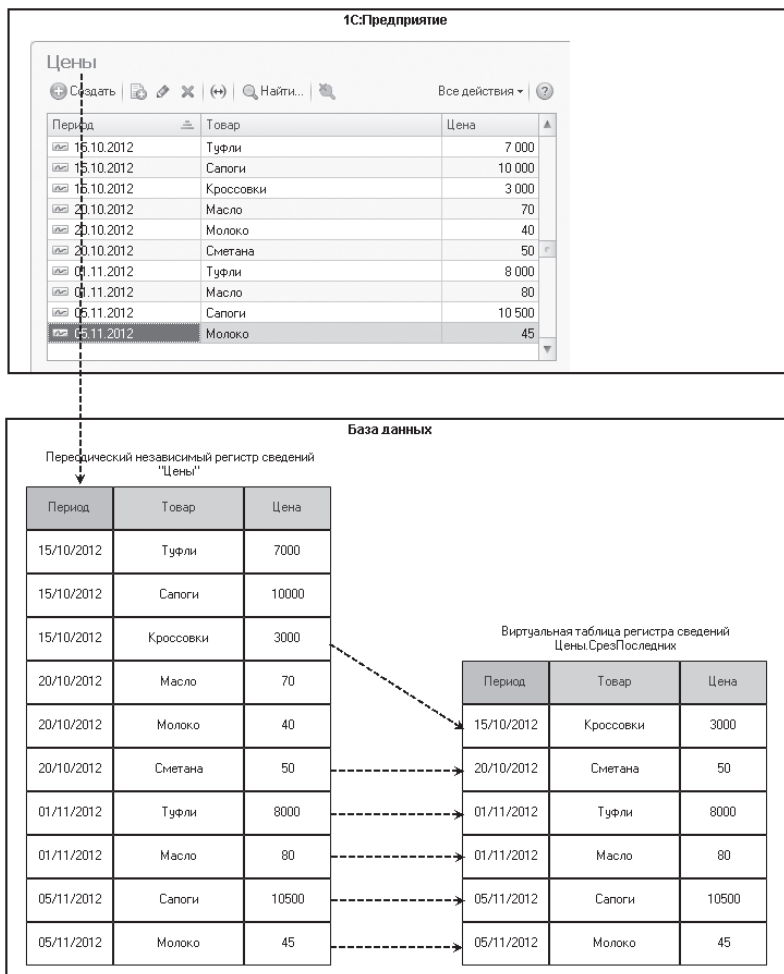 1С:Предприятие
Цены
Создать Найти... Все действия
Период Товар Цена
15.10.2012 Туфли 7 000
15.10.2012 Сапоги 10 000
15.10.2012 Кроссовки 3 000
20.10.2012 Масло 70
20.10.2012 Молоко 40
20.10.2012 Сметана 50
01.11.2012 Туфли 8 000
01.11.2012 Масло 80
05.11.2012 Сапоги 10 500
05.11.2012 Молоко 45
База данных
Переодический независимый регистр сведений
"Цены"
Период Товар Цена
15/10/2012 Туфли 7000
15/10/2012 Сапоги 10000
15/10/2012 Кроссовки 3000
20/10/2012 Масло 70
20/10/2012 Молоко 40
20/10/2012 Сметана 50
01/11/2012 Туфли 8000
01/11/2012 Масло 80
05/11/2012 Сапоги 10500
05/11/2012 Молоко 45
Виртуальная таблица регистра сведений
Цены.СрезПоследних
Период Товар Цена
15/10/2012 Кроссовки 3000
20/10/2012 Сметана 50
01/11/2012 Туфли 8000
01/11/2012 Масло 80
05/11/2012 Сапоги 10500
05/11/2012 Молоко 45